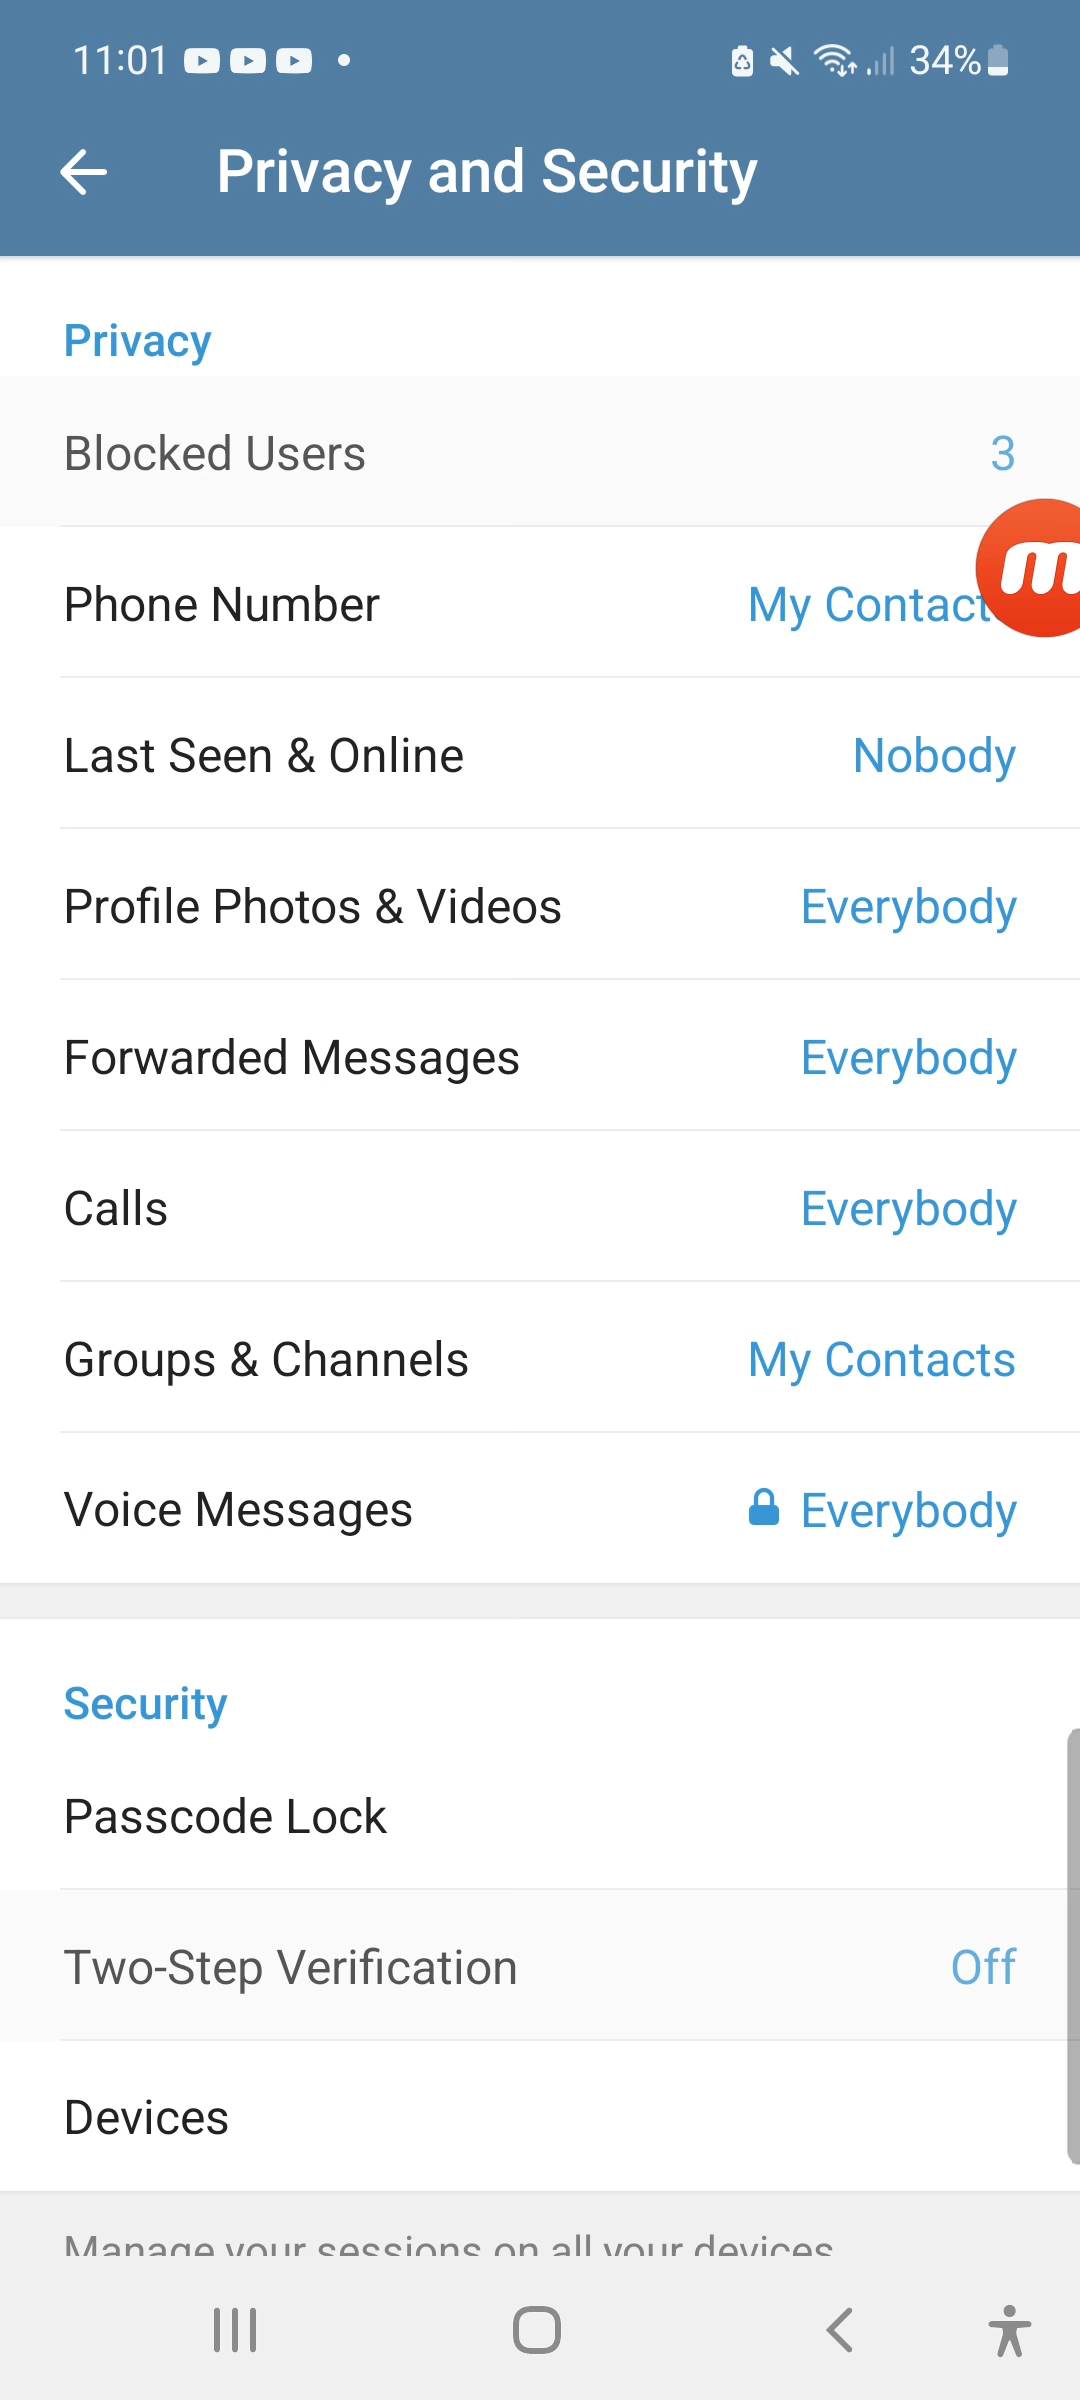 11:01
34%
Privacy and Security
Privacy
Blocked Users 3
Phone Number My Contact
Last Seen & Online Nobody
Profile Photos & Videos Everybody
Forwarded Messages Everybody
Calls Everybody
Groups & Channels My Contacts
Voice Messages Everybody
Security
Passcode Lock
Two-Step Verification Off
Devices
Manage your sessions on all your devices